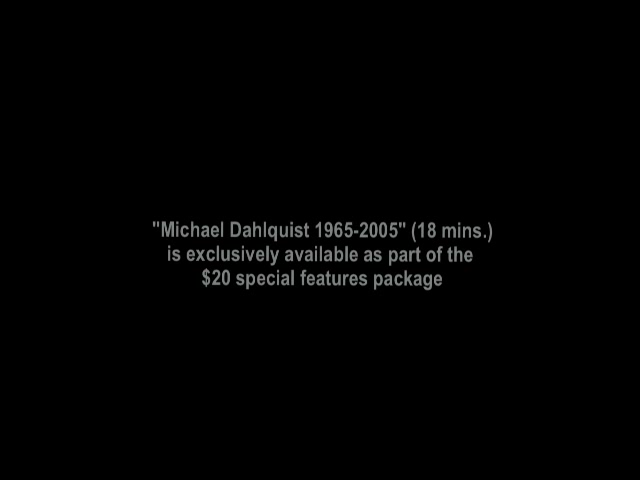 "Michael Dahlquist 1965-2005" (18 mins.)
is exclusively available as part of the
$20 special features package